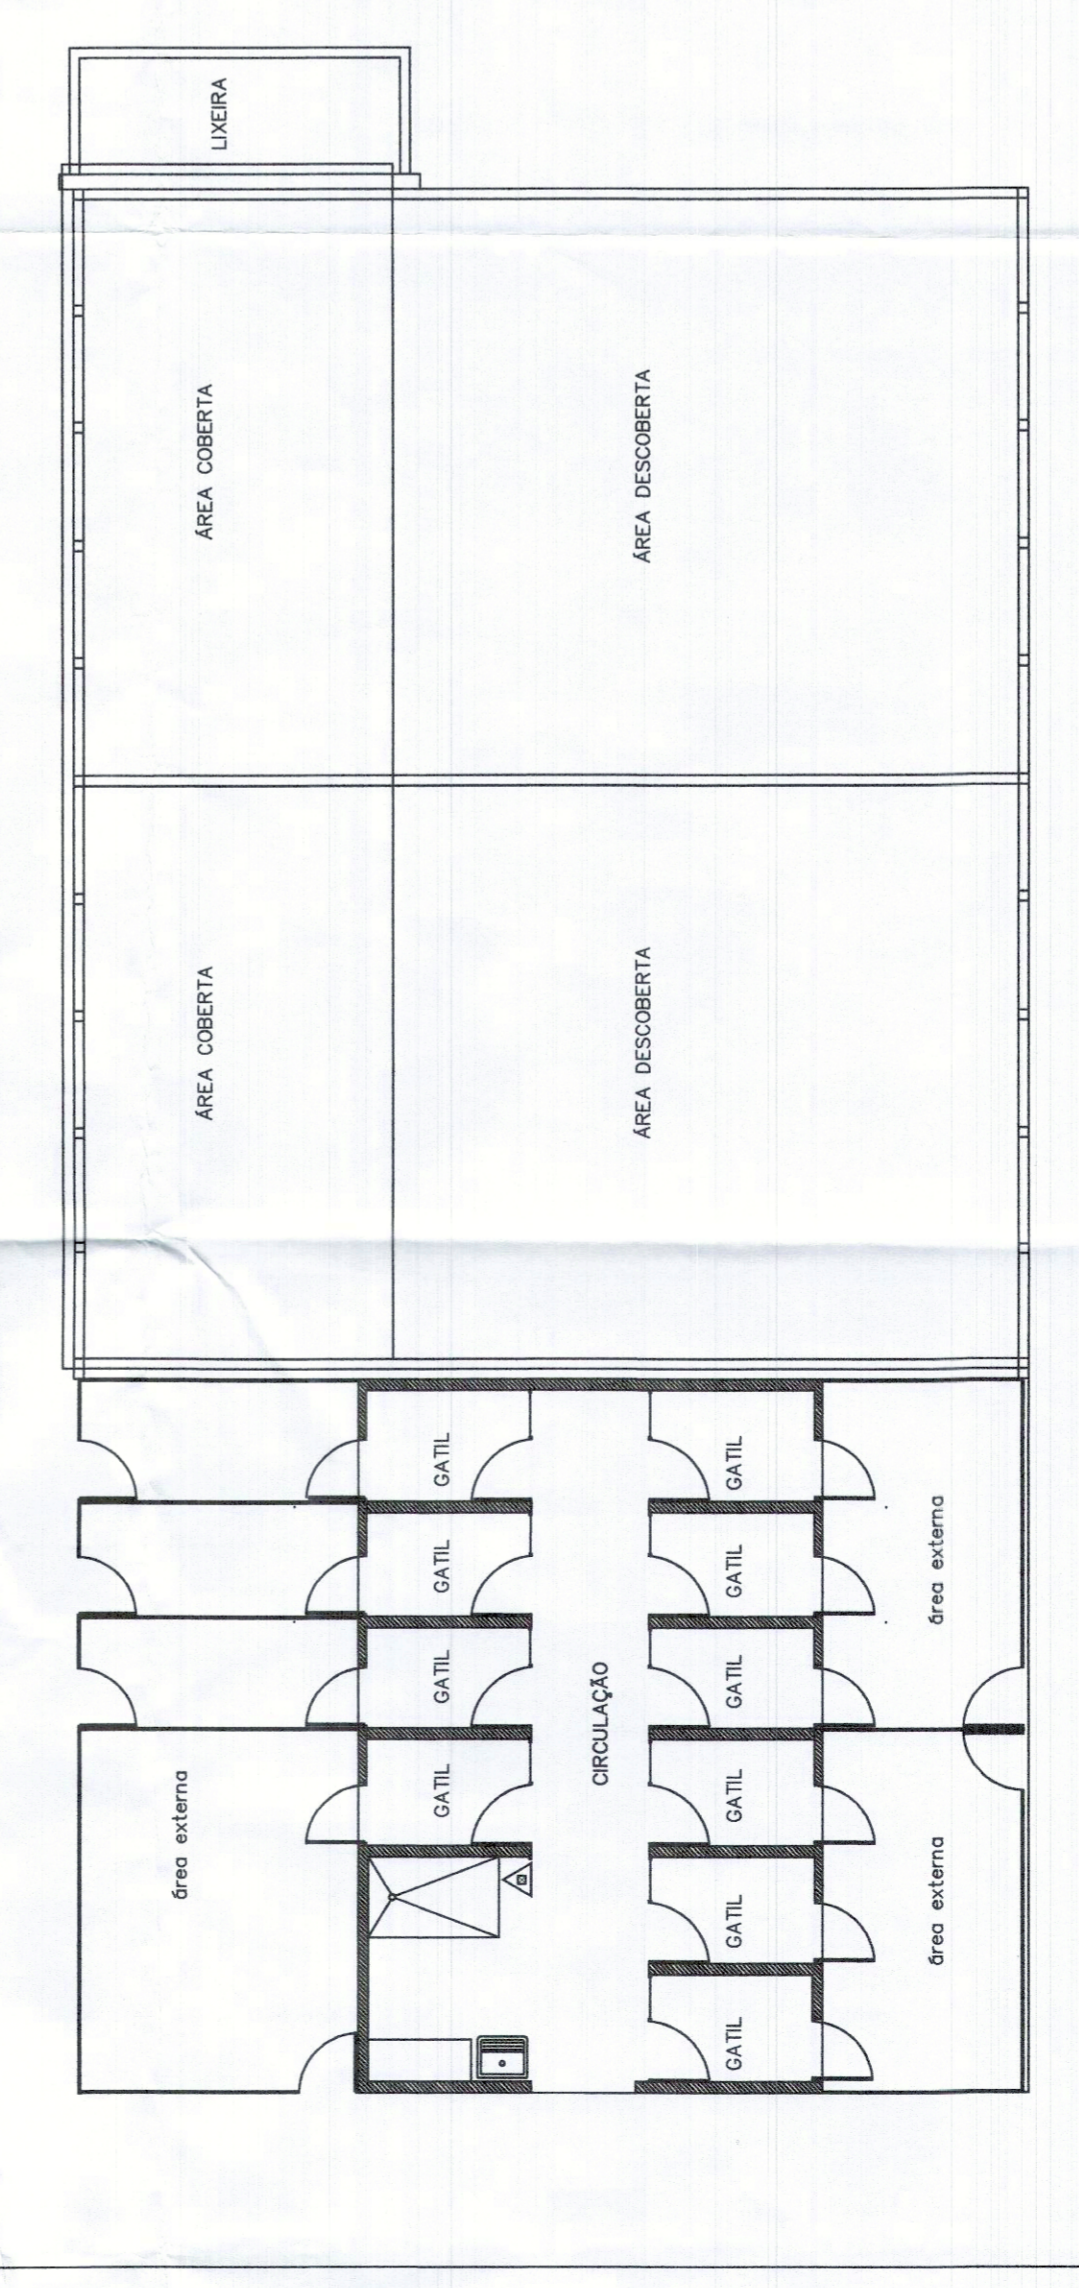 LIXEIRA
ÁREA COBERTA
ÁREA DESCOBERTA
ÁREA COBERTA
ÁREA DESCOBERTA
GATIL
GATIL
GATIL
GATIL
área externa
GATIL
GATIL
CIRCULAÇÃO
GATIL
GATIL
área externa
GATIL
GATIL
área externa